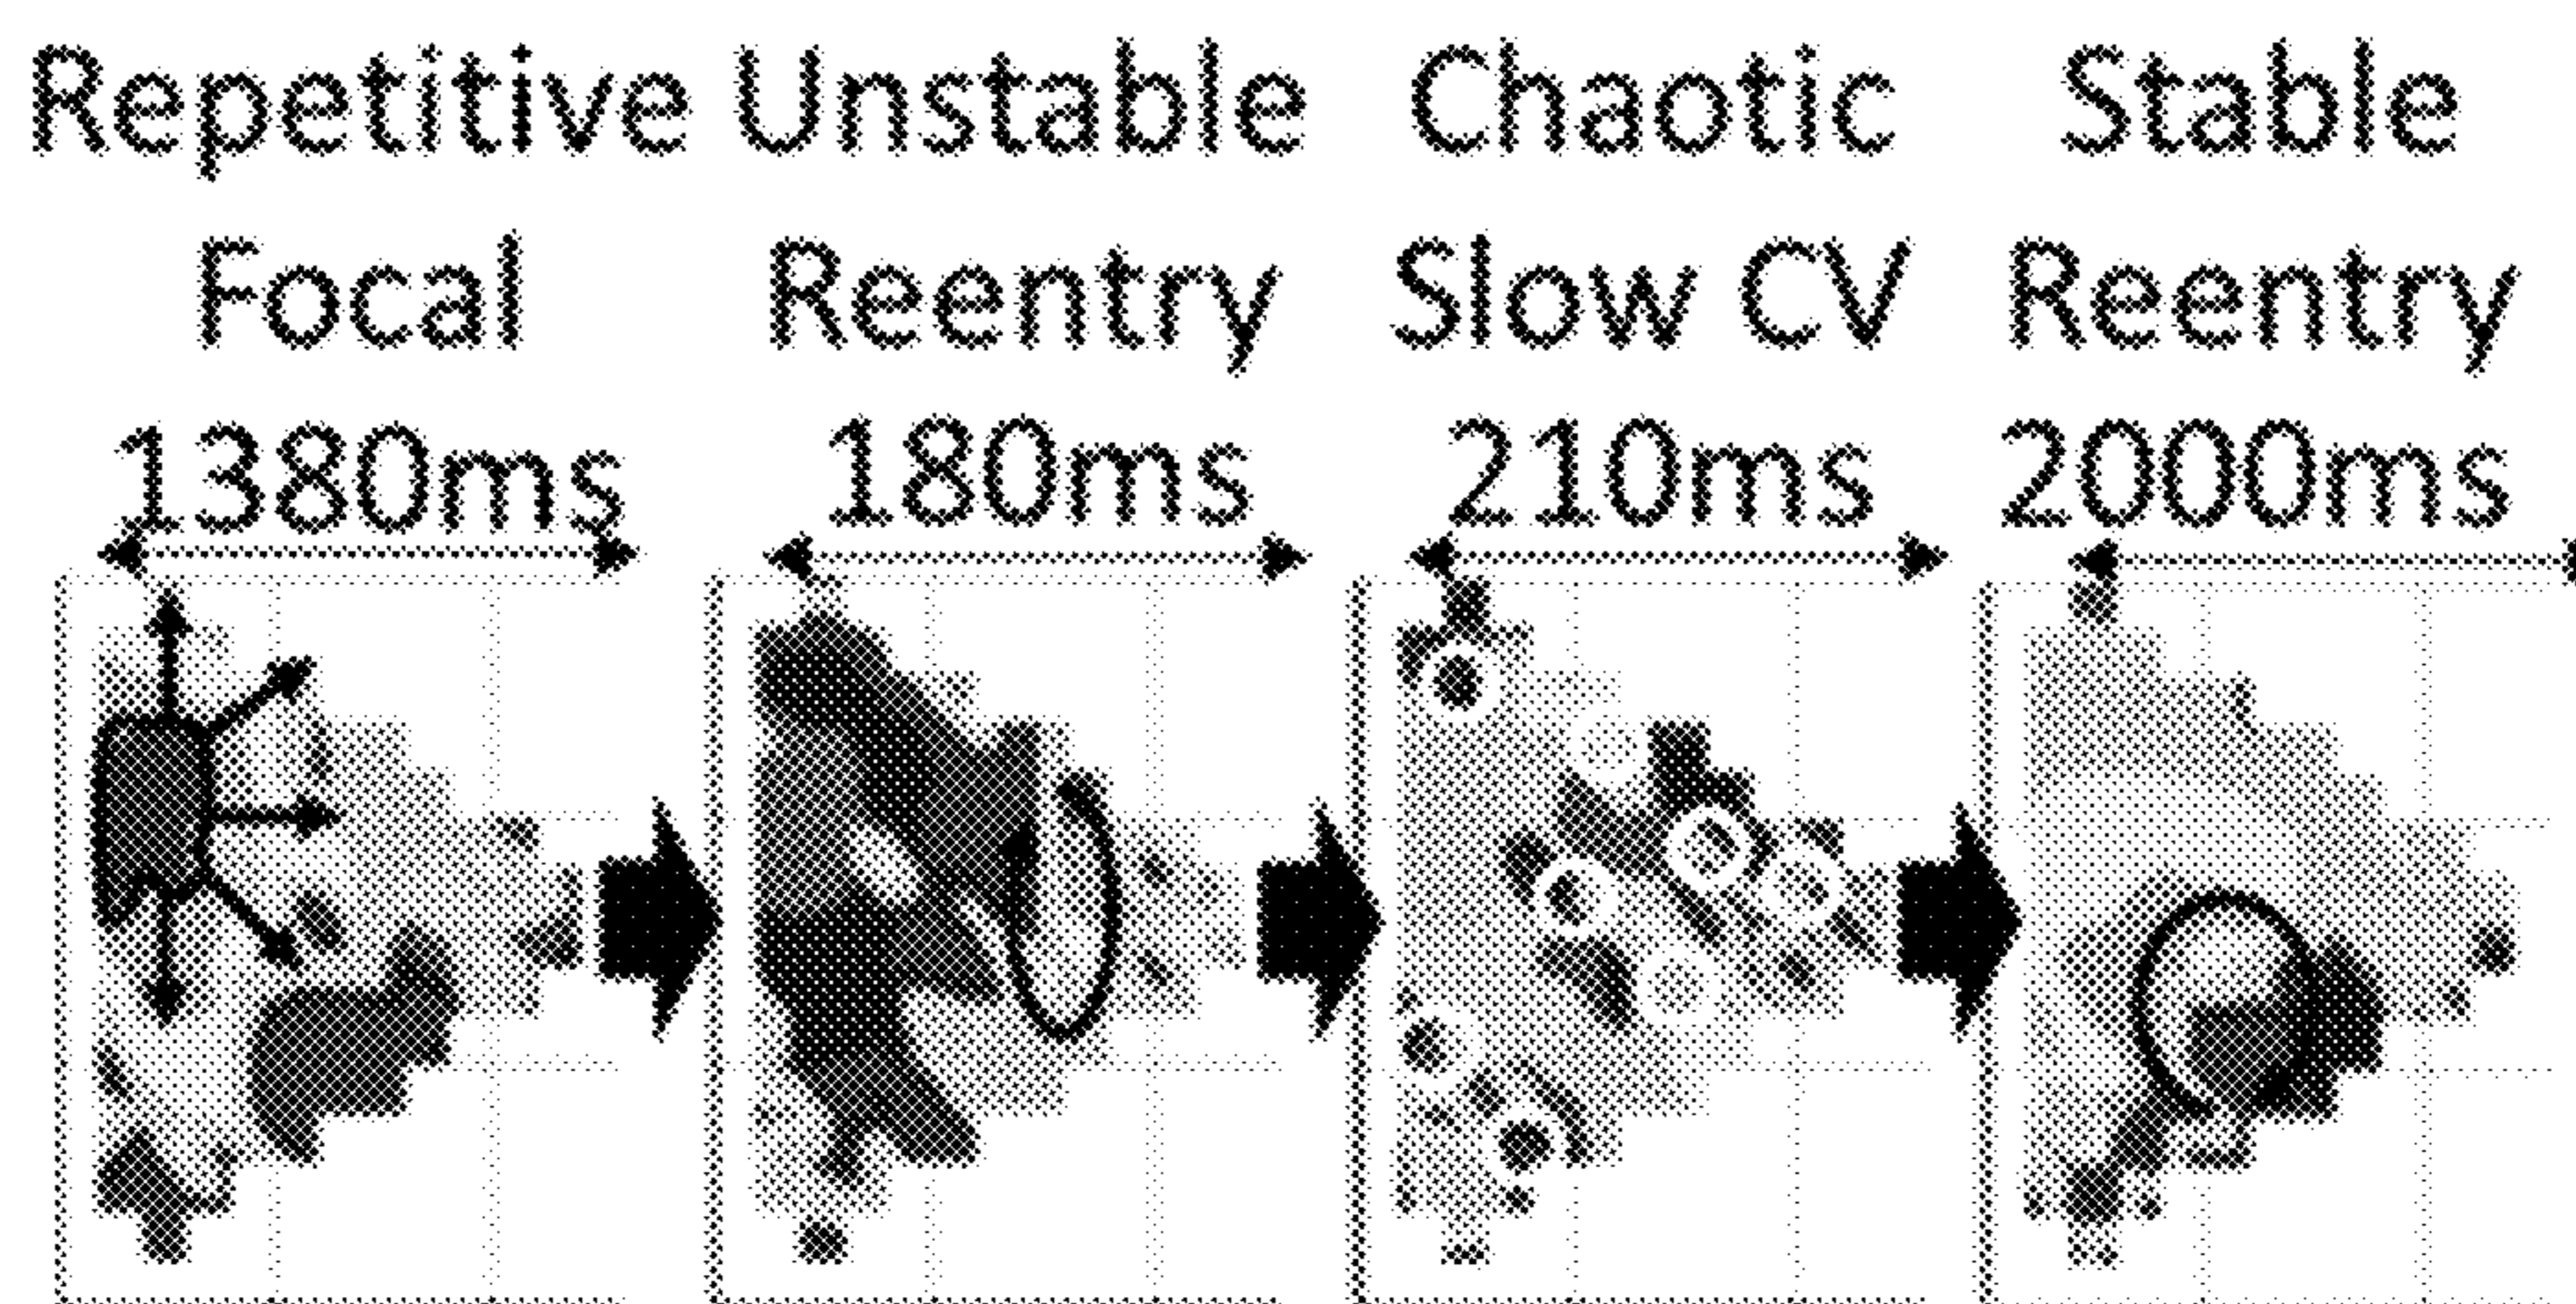 Repetitive Unstable Chaotic Stable
Focal Reentry Slow CV Reentry
1380ms 180ms 210ms 2000ms